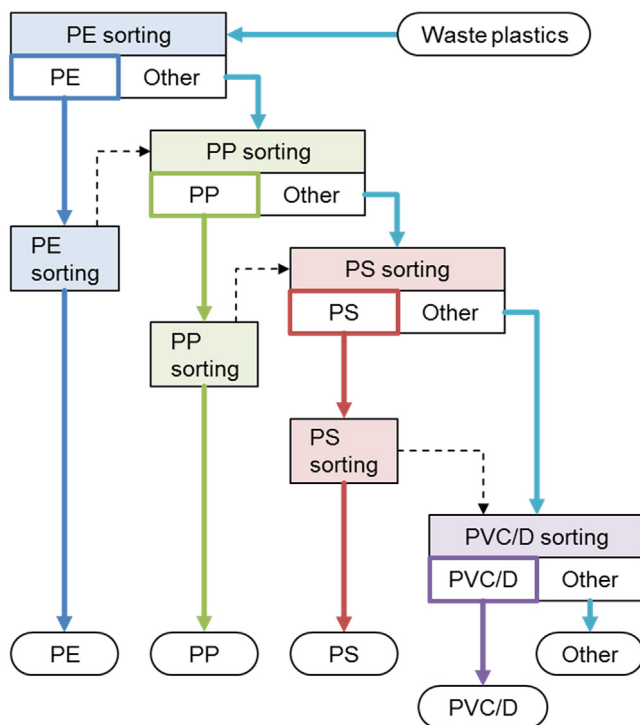 PE sorting
Waste plastics
PE
Other
PP sorting
PP
Other
PE
sorting
PS sorting
PS
Other
PP
sorting
PS
sorting
PVC/D sorting
PVC/D
Other
PE
PP
PS
Other
PVC/D